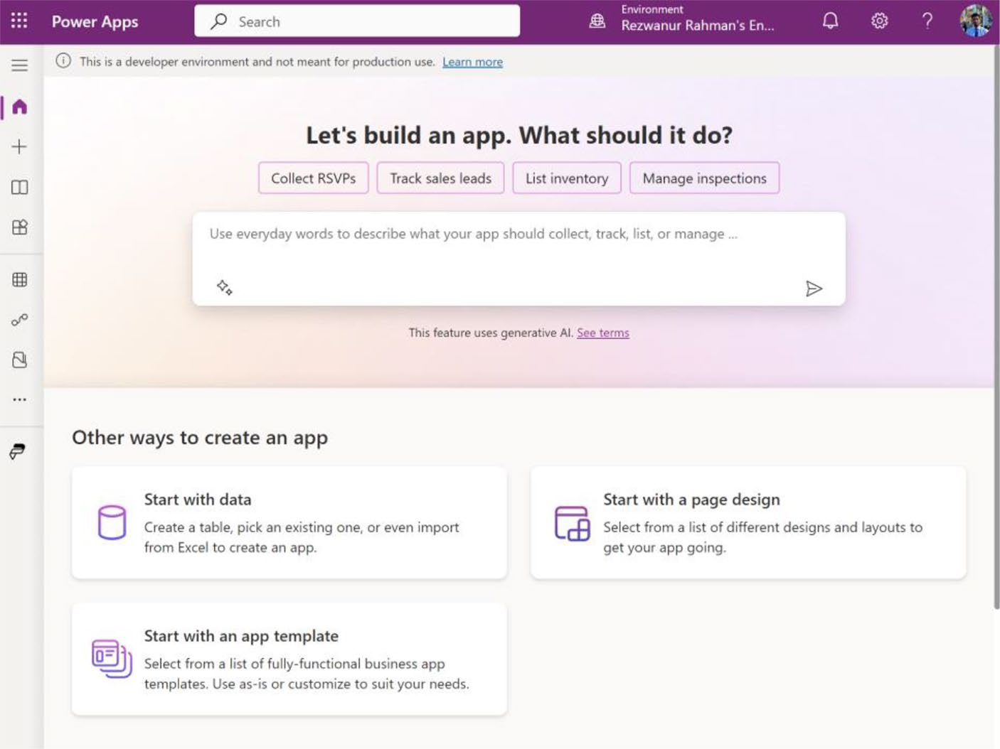 Power Apps
Search
Environment
Rezwanur Rahman's En...
This is a developer environment and not meant for production use. Learn more
Let's build an app. What should it do?
Collect RSVPs
Track sales leads
List inventory
Manage inspections
Use everyday words to describe what your app should collect, track, list, or manage ...
This feature uses generative AI. See terms
Other ways to create an app
Start with data
Create a table, pick an existing one, or even import
from Excel to create an app.
Start with a page design
Select from a list of different designs and layouts to
get your app going.
Start with an app template
Select from a list of fully-functional business app
templates. Use as-is or customize to suit your needs.